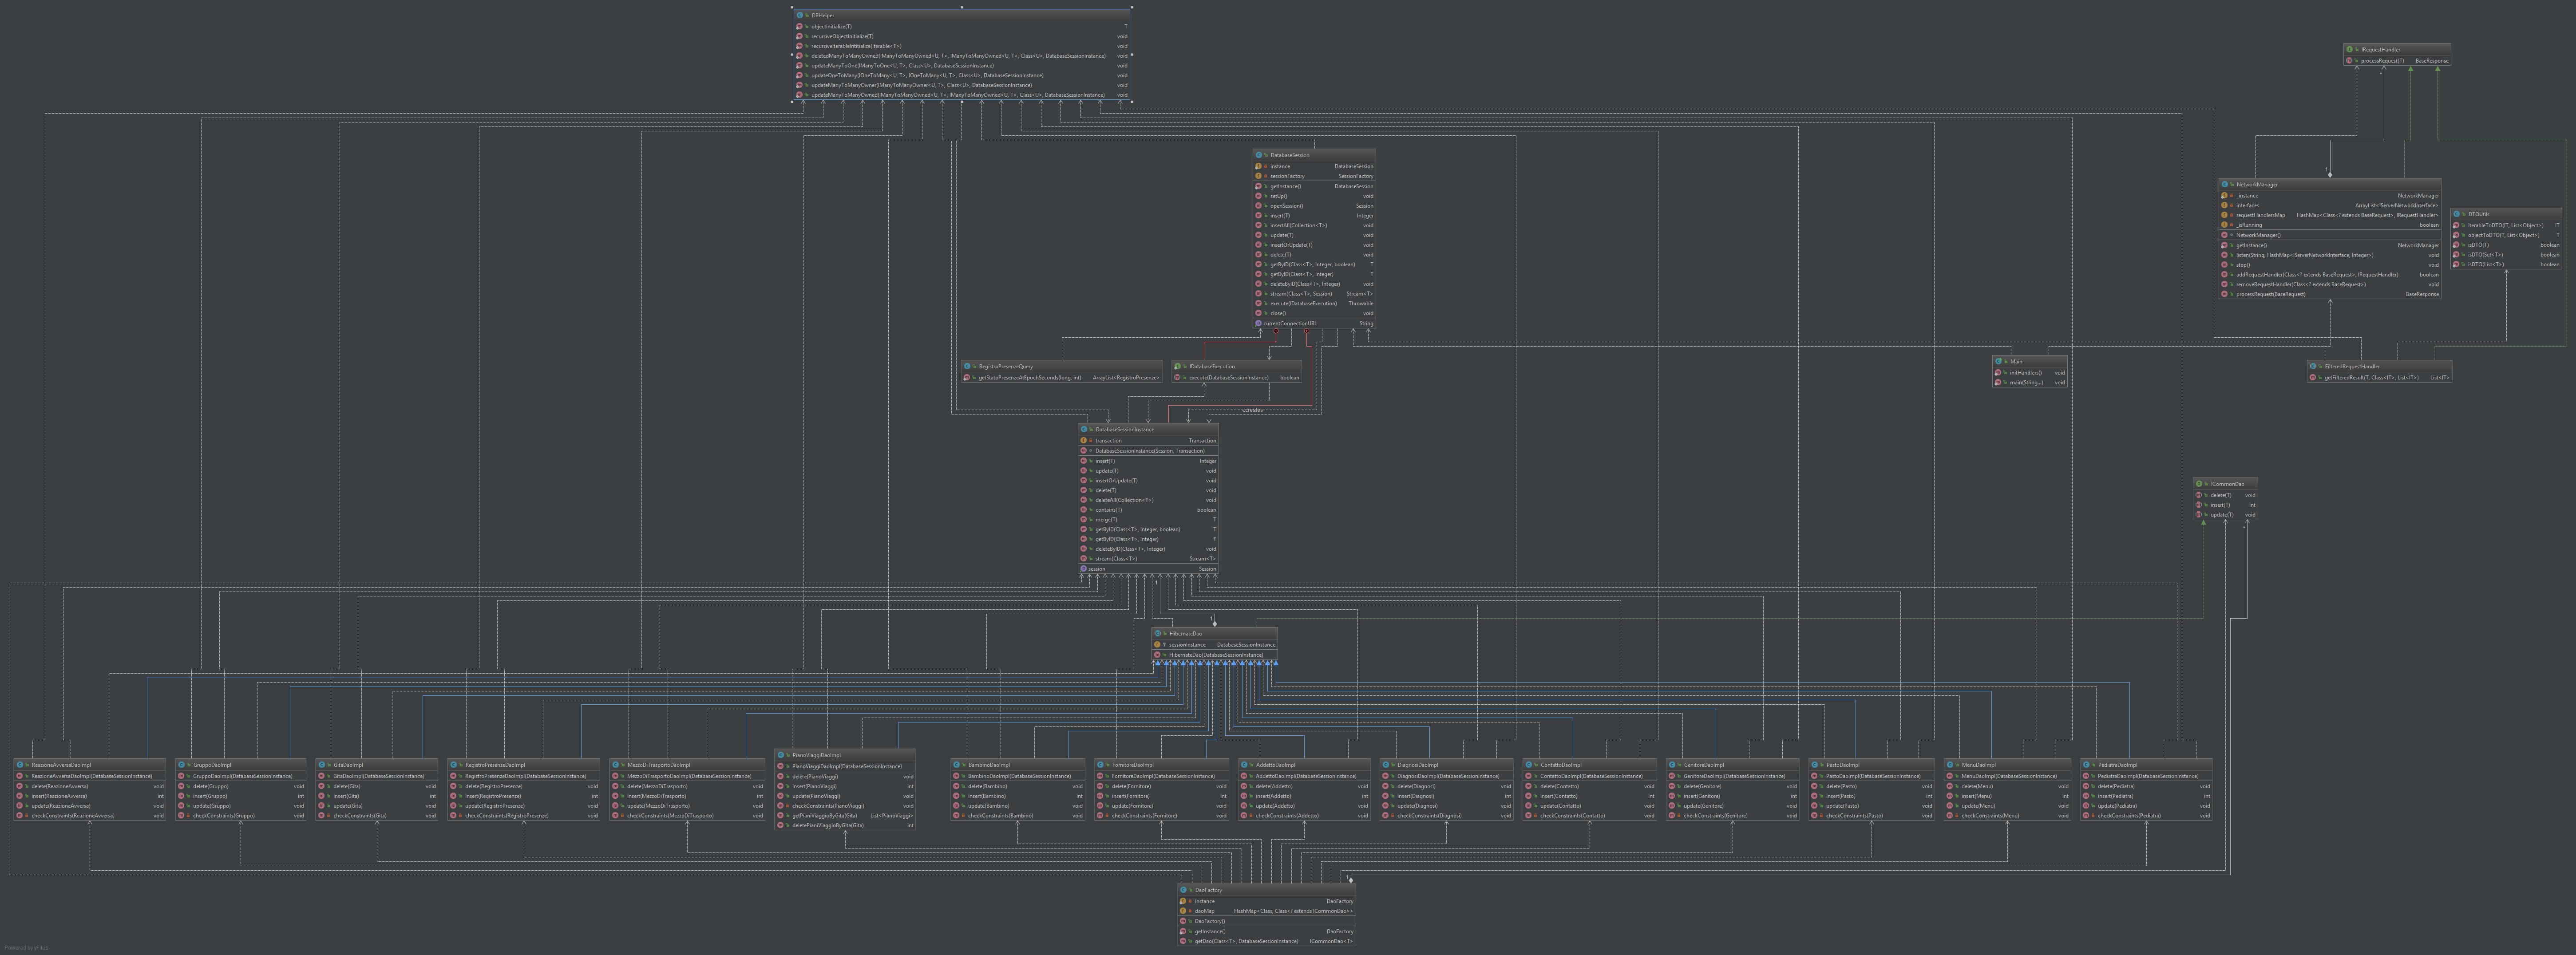 DBHelper
objectInitialize(T) T
recursiveObjectInitialize(T) void
recursiveIterableInitialize(Iterable<T>) void
deletedManyToManyOwned(IManyToManyOwned<U, T>, IManyToManyOwned<U, T>, Class<U>, DatabaseSessionInstance) void
updateManyToOne(IManyToOne<U, T>, Class<U>, DatabaseSessionInstance) void
updateOneToMany(IOneToMany<U, T>, IOneToMany<U, T>, Class<U>, DatabaseSessionInstance) void
updateManyToManyOwner(IManyToManyOwner<U, T>, Class<U>, DatabaseSessionInstance) void
updateManyToManyOwned(IManyToManyOwned<U, T>, IManyToManyOwned<U, T>, Class<U>, DatabaseSessionInstance) void
IRequestHandler
processRequest(T) BaseResponse
DatabaseSession
instance DatabaseSession
sessionFactory SessionFactory
getInstance() DatabaseSession
setUp() void
openSession() Session
insert(T) Integer
insertAll(Collection<T>) void
update(T) void
insertOrUpdate(T) void
delete(T) void
getByID(Class<T>, Integer, boolean) T
getByID(Class<T>, Integer) T
deleteByID(Class<T>, Integer) void
stream(Class<T>, Session) Stream<T>
execute(IDatabaseExecution) Throwable
close() void
currentConnectionURL String
NetworkManager
_instance NetworkManager
interfaces ArrayList<IServerNetworkInterface>
requestHandlersMap HashMap<Class<? extends BaseRequest>, IRequestHandler>
_isRunning boolean
NetworkManager()
getInstance() NetworkManager
listen(String, HashMap<IServerNetworkInterface, Integer>) void
stop() void
addRequestHandler(Class<? extends BaseRequest>, IRequestHandler) boolean
removeRequestHandler(Class<? extends BaseRequest>) void
processRequest(BaseRequest) BaseResponse
DTOUtils
iterableToDTO(IT, List<Object>) IT
objectToDTO(T, List<Object>) T
isDTO(T) boolean
isDTO(Set<T>) boolean
isDTO(List<T>) boolean
RegistroPresenzeQuery
getStatoPresenzeAtEpochSeconds(long, int) ArrayList<RegistroPresenze>
IDatabaseExecution
execute(DatabaseSessionInstance) boolean
Main
initHandlers() void
main(String...) void
FilteredRequestHandler
getFilteredResult(T, Class<IT>, List<IT>) List<IT>
«create»
DatabaseSessionInstance
transaction Transaction
DatabaseSessionInstance(Session, Transaction)
insert(T) Integer
update(T) void
insertOrUpdate(T) void
delete(T) void
deleteAll(Collection<T>) void
contains(T) boolean
merge(T) T
getByID(Class<T>, Integer, boolean) T
getByID(Class<T>, Integer) T
deleteByID(Class<T>, Integer) void
stream(Class<T>) Stream<T>
session Session
ICommonDao
delete(T) void
insert(T) int
update(T) void
HibernateDao
sessionInstance DatabaseSessionInstance
HibernateDao(DatabaseSessionInstance)
ReazioneAvversaDaoImpl
ReazioneAvversaDaoImpl(DatabaseSessionInstance)
delete(ReazioneAvversa) void
insert(ReazioneAvversa) int
update(ReazioneAvversa) void
checkConstraints(ReazioneAvversa) void
GruppoDaoImpl
GruppoDaoImpl(DatabaseSessionInstance)
delete(Gruppo) void
insert(Gruppo) int
update(Gruppo) void
checkConstraints(Gruppo) void
GitaDaoImpl
GitaDaoImpl(DatabaseSessionInstance)
delete(Gita) void
insert(Gita) int
update(Gita) void
checkConstraints(Gita) void
RegistroPresenzeDaoImpl
RegistroPresenzeDaoImpl(DatabaseSessionInstance)
delete(RegistroPresenze) void
insert(RegistroPresenze) int
update(RegistroPresenze) void
checkConstraints(RegistroPresenze) void
MezzoDiTrasportoDaoImpl
MezzoDiTrasportoDaoImpl(DatabaseSessionInstance)
delete(MezzoDiTrasporto) void
insert(MezzoDiTrasporto) int
update(MezzoDiTrasporto) void
checkConstraints(MezzoDiTrasporto) void
PianoViaggiDaoImpl
PianoViaggiDaoImpl(DatabaseSessionInstance)
delete(PianoViaggi) void
insert(PianoViaggi) int
update(PianoViaggi) void
checkConstraints(PianoViaggi) void
getPianiViaggioByGita(Gita) List<PianoViaggi>
deletePianiViaggioByGita(Gita) int
BambinoDaoImpl
BambinoDaoImpl(DatabaseSessionInstance)
delete(Bambino) void
insert(Bambino) int
update(Bambino) void
checkConstraints(Bambino) void
FornitoreDaoImpl
FornitoreDaoImpl(DatabaseSessionInstance)
delete(Fornitore) void
insert(Fornitore) int
update(Fornitore) void
checkConstraints(Fornitore) void
AddettoDaoImpl
AddettoDaoImpl(DatabaseSessionInstance)
delete(Addetto) void
insert(Addetto) int
update(Addetto) void
checkConstraints(Addetto) void
DiagnosiDaoImpl
DiagnosiDaoImpl(DatabaseSessionInstance)
delete(Diagnosi) void
insert(Diagnosi) int
update(Diagnosi) void
checkConstraints(Diagnosi) void
ContattoDaoImpl
ContattoDaoImpl(DatabaseSessionInstance)
delete(Contatto) void
insert(Contatto) int
update(Contatto) void
checkConstraints(Contatto) void
GenitoreDaoImpl
GenitoreDaoImpl(DatabaseSessionInstance)
delete(Genitore) void
insert(Genitore) int
update(Genitore) void
checkConstraints(Genitore) void
PastoDaoImpl
PastoDaoImpl(DatabaseSessionInstance)
delete(Pasto) void
insert(Pasto) int
update(Pasto) void
checkConstraints(Pasto) void
MenuDaoImpl
MenuDaoImpl(DatabaseSessionInstance)
delete(Menu) void
insert(Menu) int
update(Menu) void
checkConstraints(Menu) void
PediatraDaoImpl
PediatraDaoImpl(DatabaseSessionInstance)
delete(Pediatra) void
insert(Pediatra) int
update(Pediatra) void
checkConstraints(Pediatra) void
DaoFactory
instance DaoFactory
daoMap HashMap<Class, Class<? extends ICommonDao>>
DaoFactory()
getInstance() DaoFactory
getDao(Class<T>, DatabaseSessionInstance) ICommonDao<T>
Powered by yFiles